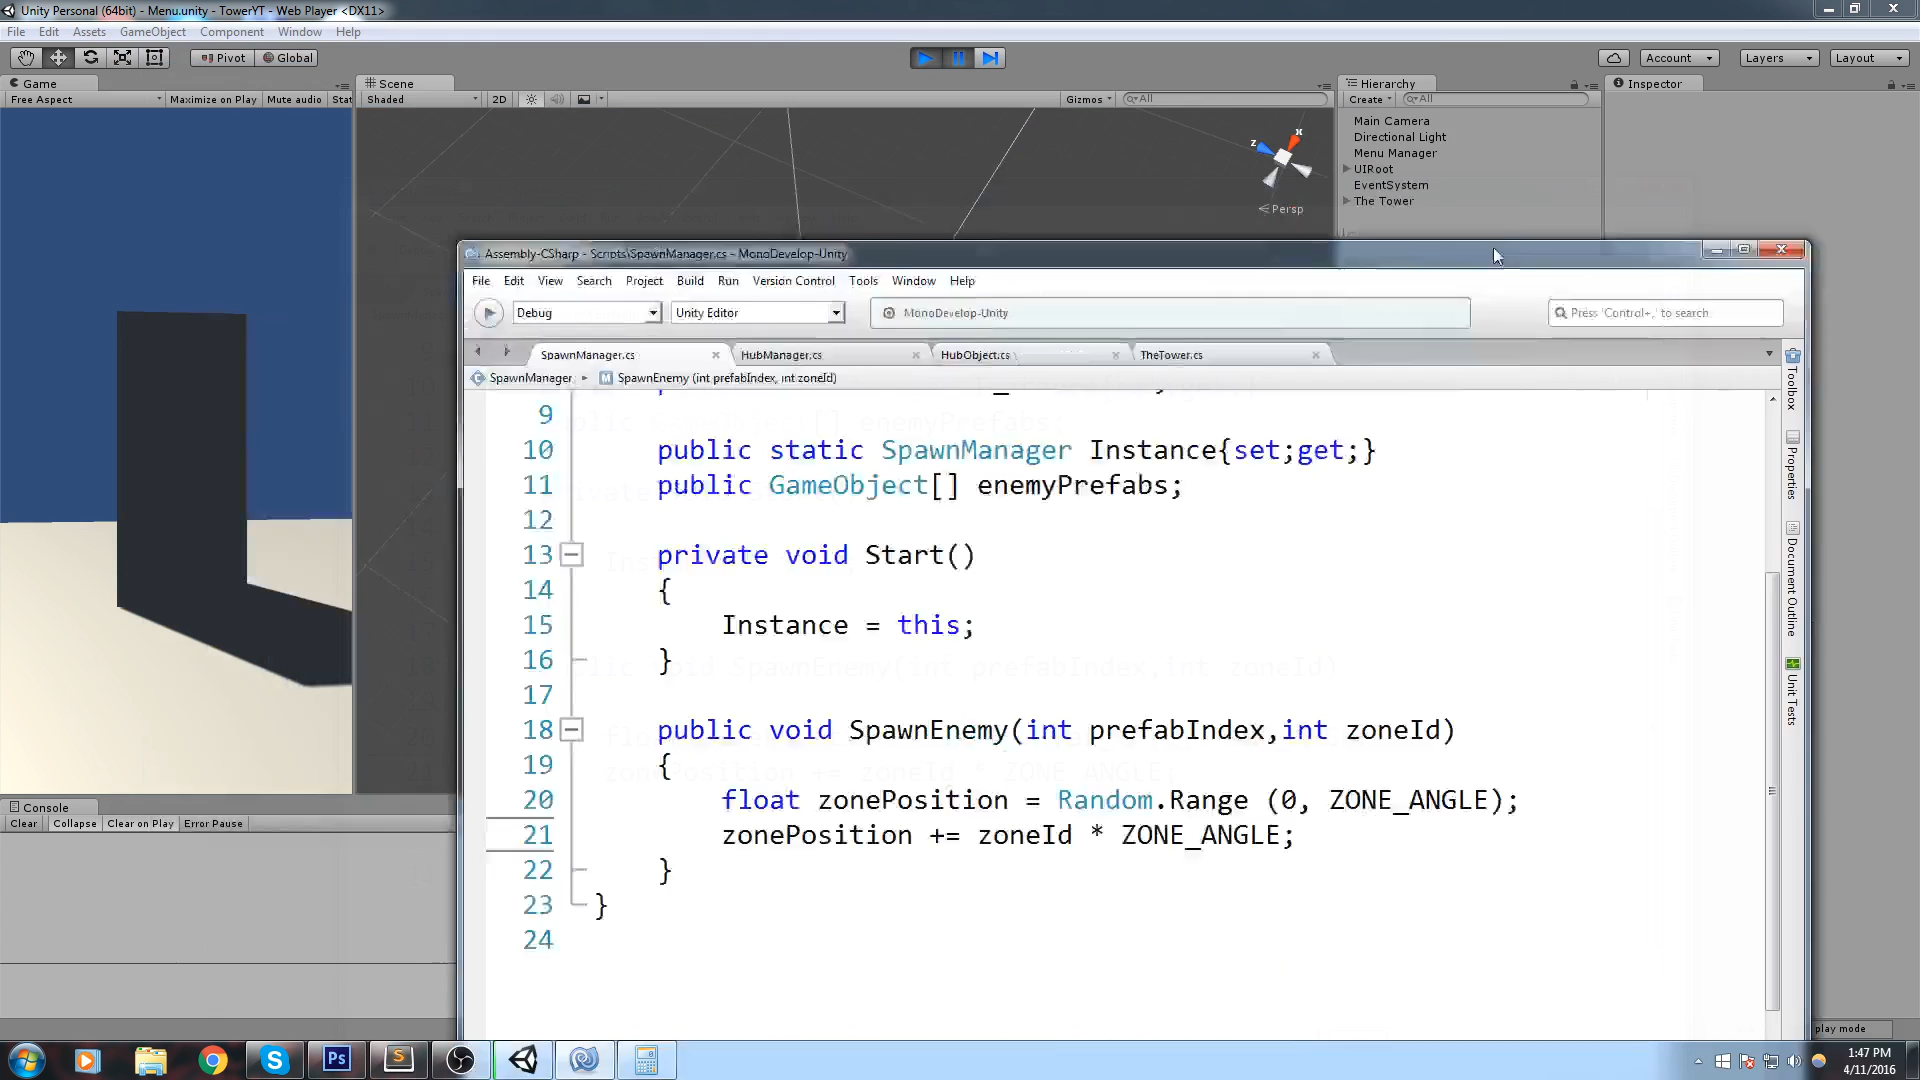 Unity Personal (64bit) - Menu.unity - TowerYT - Web Player <DX11>
File Edit Assets GameObject Component Window Help
Pivot Global Account Layers Layout
Game Scene Hierarchy Inspector
Free Aspect Maximize on Play Mute audio Stat Shaded 2D Gizmos All Create All
Main Camera
Directional Light
Menu Manager
UIRoot
EventSystem
The Tower
z x
Persp
Assembly-CSharp - Scripts\SpawnManager.cs - MonoDevelop-Unity
File Edit View Search Project Build Run Version Control Tools Window Help
Debug Unity Editor MonoDevelop-Unity Press 'Control+,' to search
SpawnManager.cs HubManager.cs HubObject.cs TheTower.cs
SpawnManager SpawnEnemy (int prefabIndex, int zoneId)
9
10 public static SpawnManager Instance{set;get;}
11 public GameObject[] enemyPrefabs;
12
13 private void Start()
14 {
15 Instance = this;
16 }
17
18 public void SpawnEnemy(int prefabIndex,int zoneId)
19 {
20 float zonePosition = Random.Range (0, ZONE_ANGLE);
21 zonePosition += zoneId * ZONE_ANGLE;
22 }
23 }
24
Toolbox
Properties
Document Outline
Unit Tests
Console
Clear Collapse Clear on Play Error Pause
play mode
Ps S
1:47 PM
4/11/2016